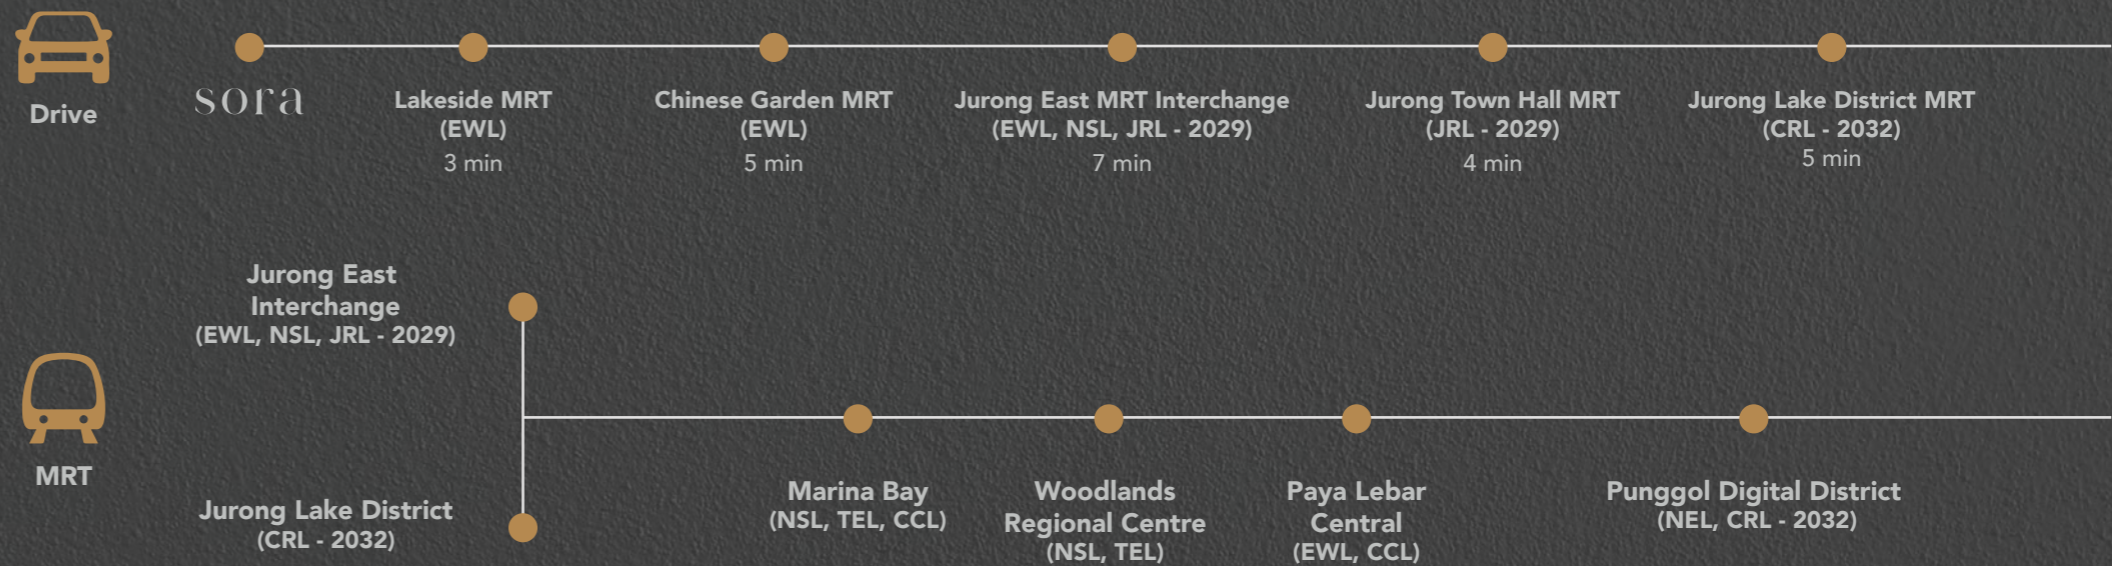 Drive
sora
Lakeside MRT
(EWL)
3 min
Chinese Garden MRT
(EWL)
5 min
Jurong East MRT Interchange
(EWL, NSL, JRL - 2029)
7 min
Jurong Town Hall MRT
(JRL - 2029)
4 min
Jurong Lake District MRT
(CRL - 2032)
5 min
MRT
Jurong East
Interchange
(EWL, NSL, JRL - 2029)
Jurong Lake District
(CRL - 2032)
Marina Bay
(NSL, TEL, CCL)
Woodlands
Regional Centre
(NSL, TEL)
Paya Lebar
Central
(EWL, CCL)
Punggol Digital District
(NEL, CRL - 2032)